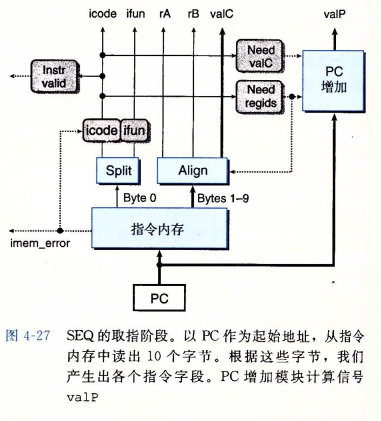 icode ifun rA rB valC valP
Instr valid
Need valC
Need regids
PC 增加
icode ifun
Split
Align
Byte 0
Bytes 1–9
指令内存
imem_error
PC
图 4-27 SEQ 的取指阶段。以 PC 作为起始地址，从指
令内存中读出 10 个字节。根据这些字节，我们
产生出各个指令字段。PC 增加模块计算信号
valP